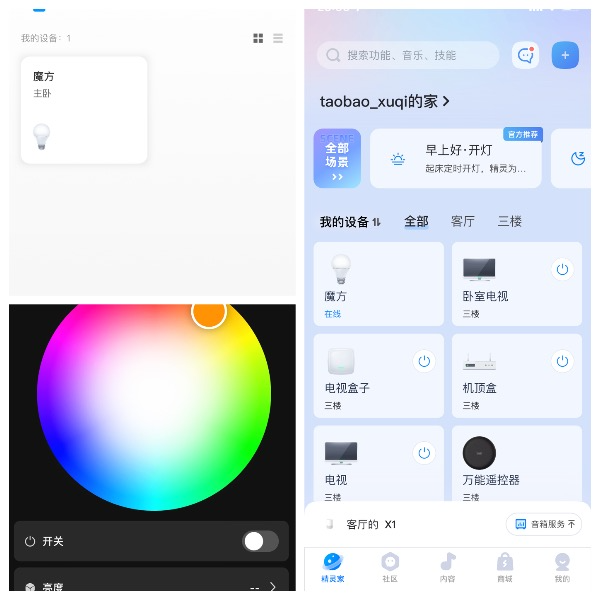 我的设备：1
魔方
主卧
开关
亮度
--
搜索功能、音乐、技能
taobao_xuqi的家
全部
场景
官方推荐
早上好·开灯
起床定时开灯，精灵为...
我的设备
全部
客厅
三楼
魔方
在线
卧室电视
三楼
电视盒子
三楼
机顶盒
三楼
电视
三楼
万能遥控器
三楼
客厅的 X1
音箱服务 不
精灵家
社区
内容
商城
我的